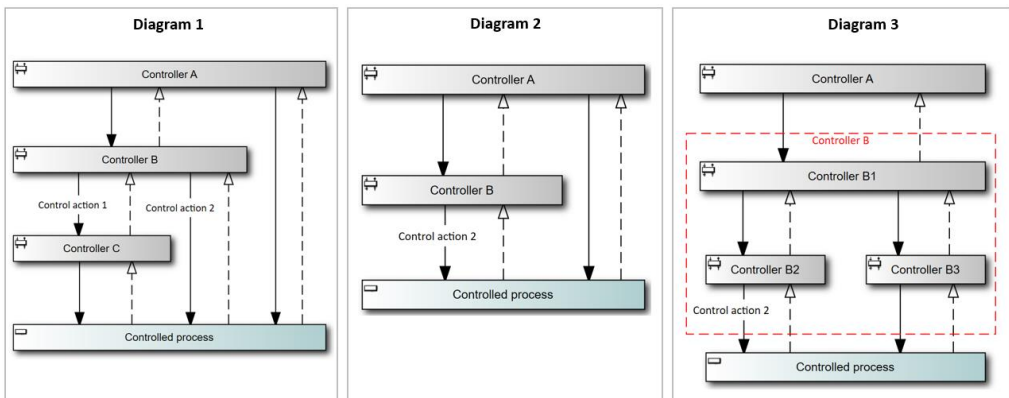 Diagram 1
Controller A
Controller B
Control action 1
Control action 2
Controller C
Controlled process
Diagram 2
Controller A
Controller B
Control action 2
Controlled process
Diagram 3
Controller A
Controller B
Controller B1
Controller B2
Controller B3
Control action 2
Controlled process